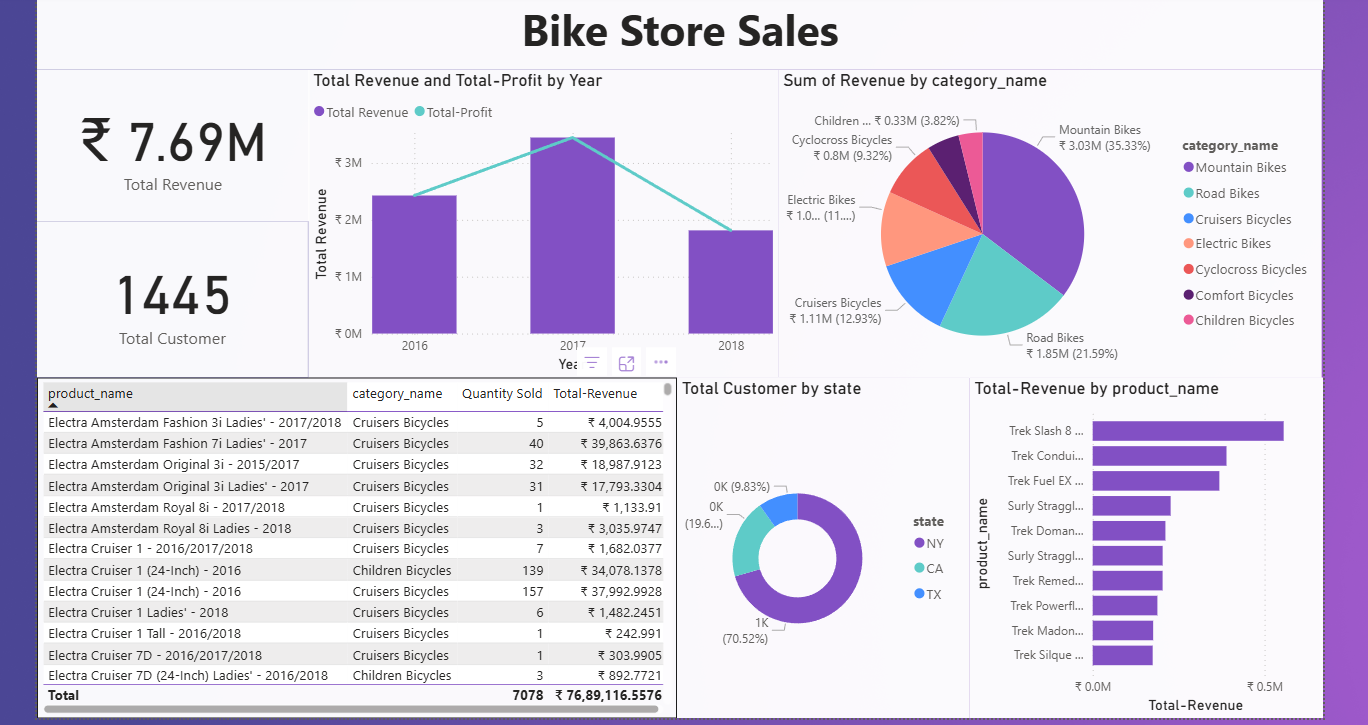 Bike Store Sales
₹ 7.69M
Total Revenue
1445
Total Customer
Total Revenue and Total-Profit by Year
Total Revenue Total-Profit
Total Revenue
₹ 3M
₹ 2M
₹ 1M
₹ 0M
2016 2017 2018
Yea
Sum of Revenue by category_name
Children ... ₹ 0.33M (3.82%)
Cyclocross Bicycles
₹ 0.8M (9.32%)
Electric Bikes
₹ 1.0... (11....)
Cruisers Bicycles
₹ 1.11M (12.93%)
Mountain Bikes
₹ 3.03M (35.33%)
Road Bikes
₹ 1.85M (21.59%)
category_name
Mountain Bikes
Road Bikes
Cruisers Bicycles
Electric Bikes
Cyclocross Bicycles
Comfort Bicycles
Children Bicycles
product_name category_name Quantity Sold Total-Revenue
Electra Amsterdam Fashion 3i Ladies' - 2017/2018 Cruisers Bicycles 5 ₹ 4,004.9555
Electra Amsterdam Fashion 7i Ladies' - 2017 Cruisers Bicycles 40 ₹ 39,863.6376
Electra Amsterdam Original 3i - 2015/2017 Cruisers Bicycles 32 ₹ 18,987.9123
Electra Amsterdam Original 3i Ladies' - 2017 Cruisers Bicycles 31 ₹ 17,793.3304
Electra Amsterdam Royal 8i - 2017/2018 Cruisers Bicycles 1 ₹ 1,133.91
Electra Amsterdam Royal 8i Ladies - 2018 Cruisers Bicycles 3 ₹ 3,035.9747
Electra Cruiser 1 - 2016/2017/2018 Cruisers Bicycles 7 ₹ 1,682.0377
Electra Cruiser 1 (24-Inch) - 2016 Children Bicycles 139 ₹ 34,078.1378
Electra Cruiser 1 (24-Inch) - 2016 Cruisers Bicycles 157 ₹ 37,992.9928
Electra Cruiser 1 Ladies' - 2018 Cruisers Bicycles 6 ₹ 1,482.2451
Electra Cruiser 1 Tall - 2016/2018 Cruisers Bicycles 1 ₹ 242.991
Electra Cruiser 7D - 2016/2017/2018 Cruisers Bicycles 1 ₹ 303.9905
Electra Cruiser 7D (24-Inch) Ladies' - 2016/2018 Children Bicycles 3 ₹ 892.7721
Total 7078 ₹ 76,89,116.5576
Total Customer by state
0K (9.83%)
0K
(19.6...)
1K
(70.52%)
state
NY
CA
TX
Total-Revenue by product_name
product_name
Trek Slash 8 ...
Trek Condui...
Trek Fuel EX ...
Surly Straggl...
Trek Doman...
Surly Straggl...
Trek Remed...
Trek Powerfl...
Trek Madon...
Trek Silque ...
₹ 0.0M ₹ 0.5M
Total-Revenue